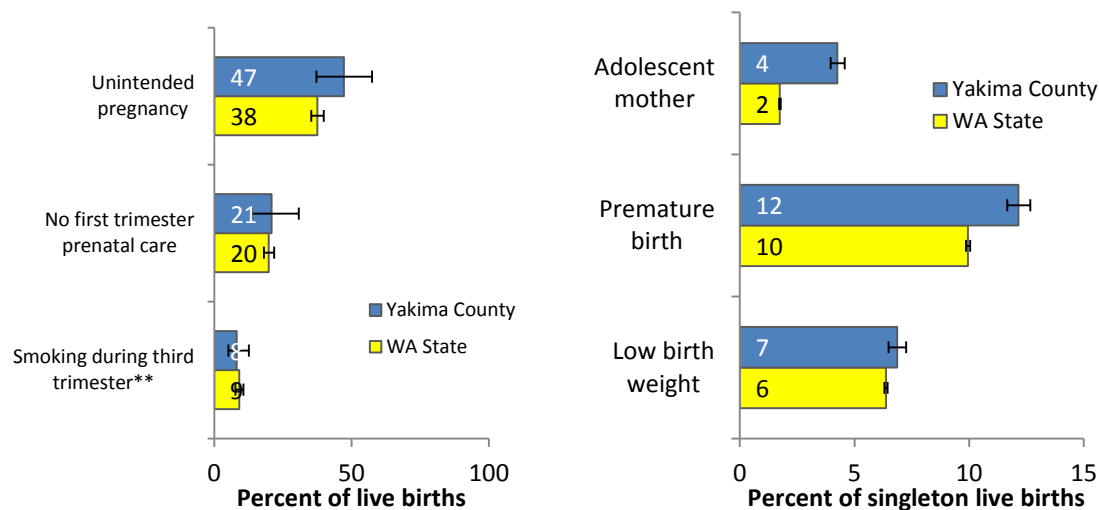 Unintended
pregnancy
47
38
No first trimester
prenatal care
21
20
Smoking during third
trimester**
8
9
Yakima County
WA State
0
50
100
Percent of live births
Adolescent
mother
4
2
Yakima County
WA State
Premature
birth
12
10
Low birth
weight
7
6
0
5
10
15
Percent of singleton live births